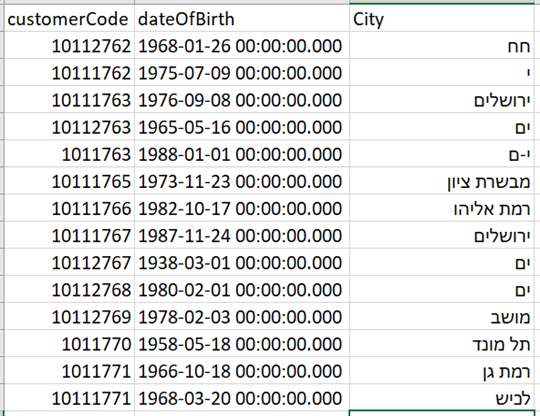 customerCode dateOfBirth City
10112762 1968-01-26 00:00:00.000 חח
10111762 1975-07-09 00:00:00.000 י
10111763 1976-09-08 00:00:00.000 ירושלים
10112763 1965-05-16 00:00:00.000 ים
1011763 1988-01-01 00:00:00.000 י-ם
10111765 1973-11-23 00:00:00.000 מבשרת ציון
10111766 1982-10-17 00:00:00.000 רמת אליהו
10111767 1987-11-24 00:00:00.000 ירושלים
10112767 1938-03-01 00:00:00.000 ים
10112768 1980-02-01 00:00:00.000 ים
10112769 1978-02-03 00:00:00.000 מושב
1011770 1958-05-18 00:00:00.000 תל מונד
10112771 1966-10-18 00:00:00.000 רמת גן
10111771 1968-03-20 00:00:00.000 לכיש